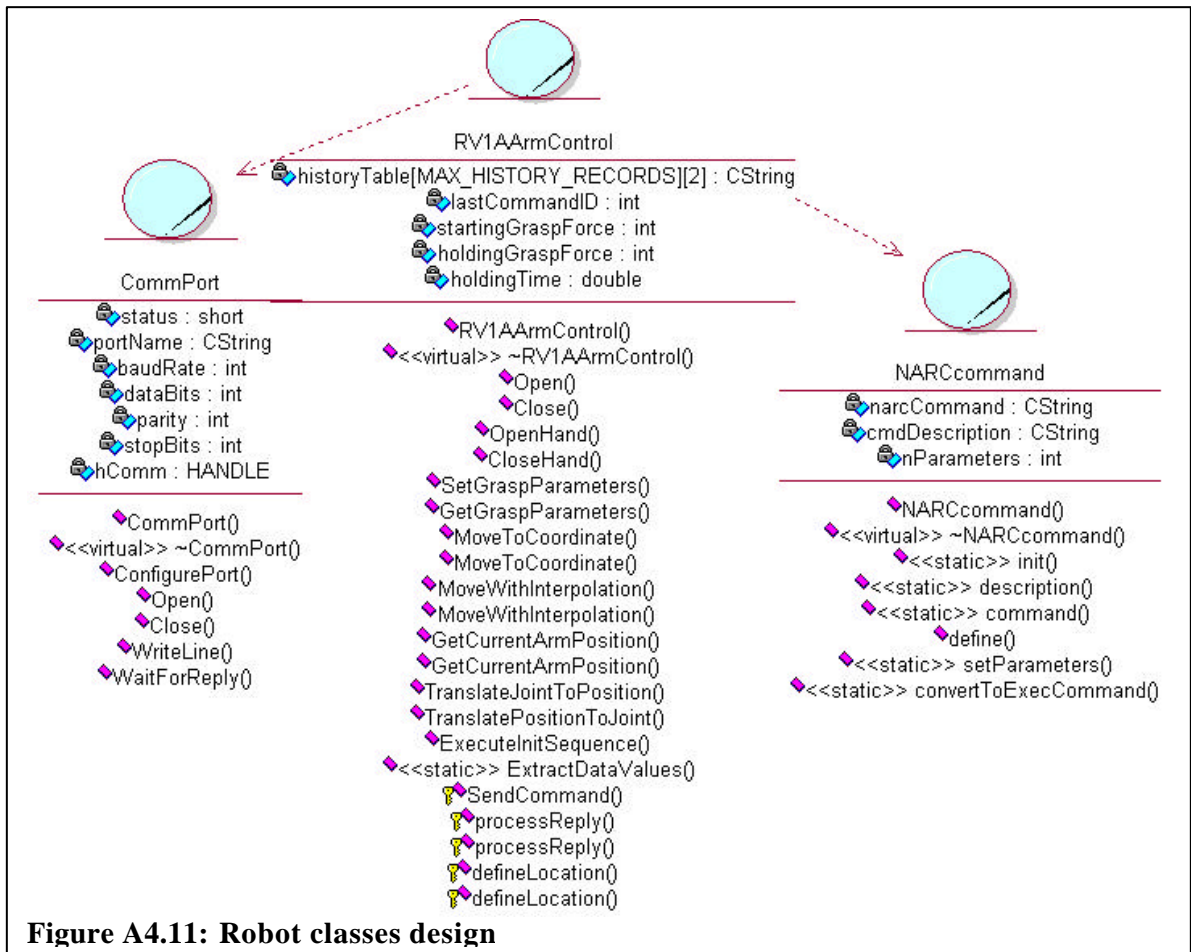 RV1AArmControl
historyTable[MAX_HISTORY_RECORDS][2] : CString
lastCommandID : int
startingGraspForce : int
holdingGraspForce : int
holdingTime : double
RV1AArmControl()
<<virtual>> ~RV1AArmControl()
Open()
Close()
OpenHand()
CloseHand()
SetGraspParameters()
GetGraspParameters()
MoveToCoordinate()
MoveToCoordinate()
MoveWithInterpolation()
MoveWithInterpolation()
GetCurrentArmPosition()
GetCurrentArmPosition()
TranslateJointToPosition()
TranslatePositionToJoint()
ExecuteInitSequence()
<<static>> ExtractDataValues()
SendCommand()
processReply()
processReply()
defineLocation()
defineLocation()
CommPort
status : short
portName : CString
baudRate : int
dataBits : int
parity : int
stopBits : int
hComm : HANDLE
CommPort()
<<virtual>> ~CommPort()
ConfigurePort()
Open()
Close()
WriteLine()
WaitForReply()
NARCcommand
narcCommand : CString
cmdDescription : CString
nParameters : int
NARCcommand()
<<virtual>> ~NARCcommand()
<<static>> init()
<<static>> description()
<<static>> command()
define()
<<static>> setParameters()
<<static>> convertToExecCommand()
Figure A4.11: Robot classes design